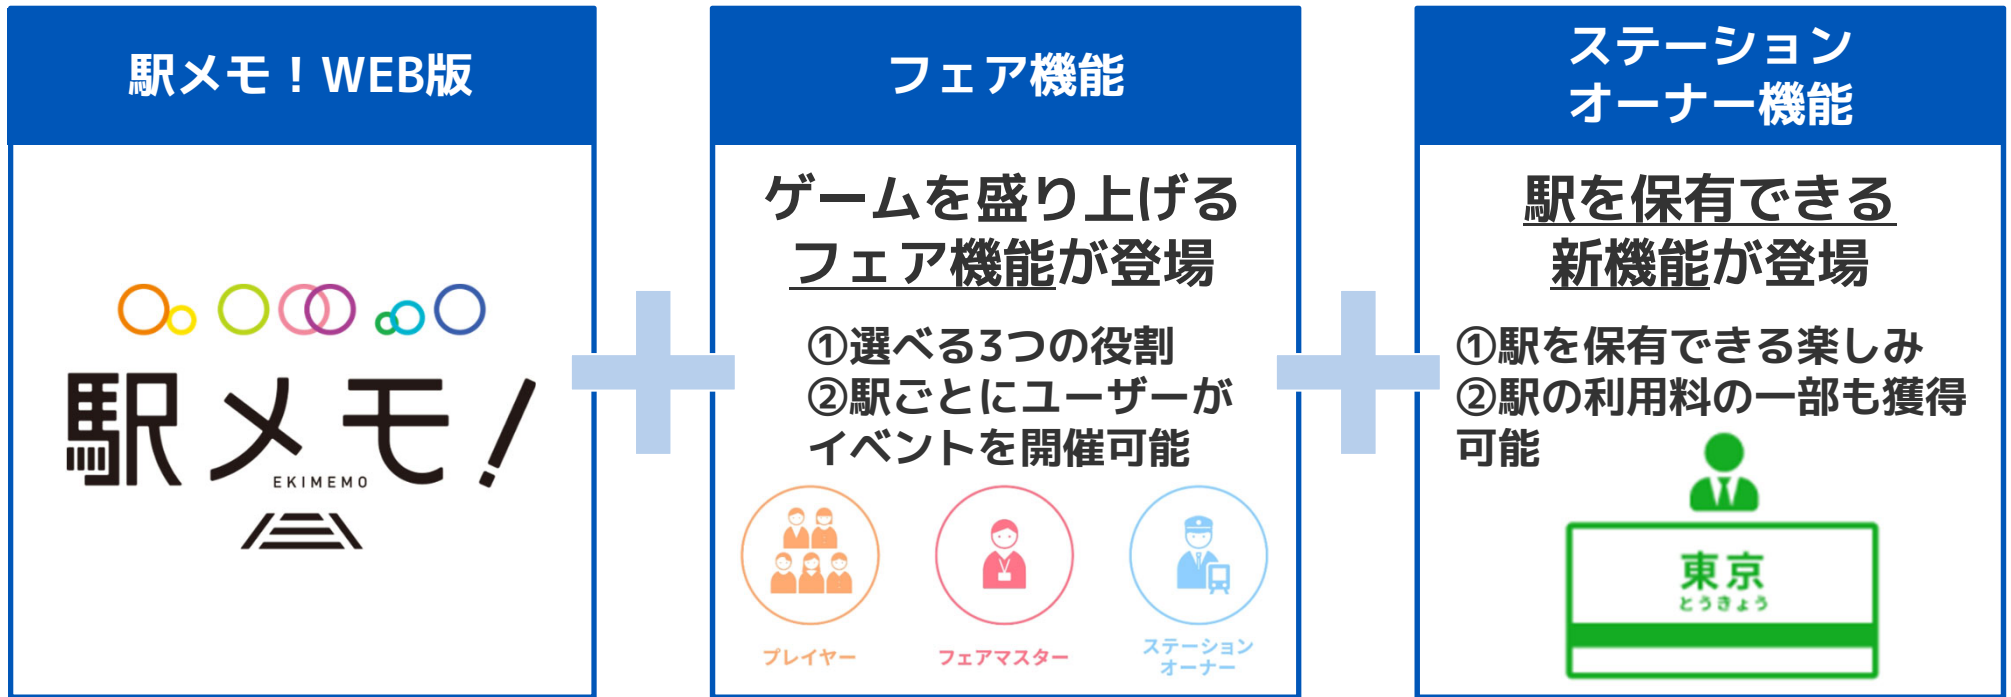 駅メモ！WEB版
駅メモ！
EKIMEMO
フェア機能
ゲームを盛り上げる
フェア機能が登場
①選べる3つの役割
②駅ごとにユーザーが
イベントを開催可能
プレイヤー
フェアマスター
ステーション
オーナー
ステーション
オーナー機能
駅を保有できる
新機能が登場
①駅を保有できる楽しみ
②駅の利用料の一部も獲得
可能
東京
とうきょう